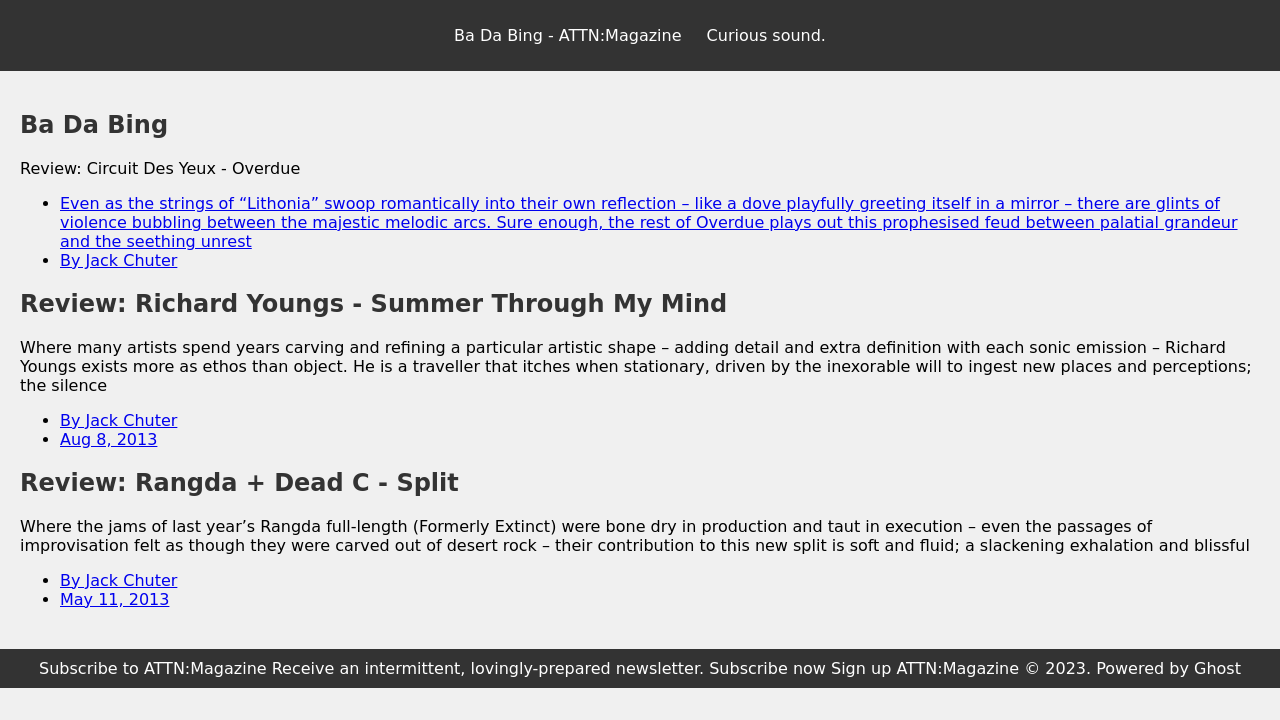 Ba Da Bing - ATTN:Magazine Curious sound.
Ba Da Bing
Review: Circuit Des Yeux - Overdue
Even as the strings of “Lithonia” swoop romantically into their own reflection – like a dove playfully greeting itself in a mirror – there are glints of
violence bubbling between the majestic melodic arcs. Sure enough, the rest of Overdue plays out this prophesised feud between palatial grandeur
and the seething unrest
By Jack Chuter
Review: Richard Youngs - Summer Through My Mind
Where many artists spend years carving and refining a particular artistic shape – adding detail and extra definition with each sonic emission – Richard
Youngs exists more as ethos than object. He is a traveller that itches when stationary, driven by the inexorable will to ingest new places and perceptions;
the silence
By Jack Chuter
Aug 8, 2013
Review: Rangda + Dead C - Split
Where the jams of last year’s Rangda full-length (Formerly Extinct) were bone dry in production and taut in execution – even the passages of
improvisation felt as though they were carved out of desert rock – their contribution to this new split is soft and fluid; a slackening exhalation and blissful
By Jack Chuter
May 11, 2013
Subscribe to ATTN:Magazine Receive an intermittent, lovingly-prepared newsletter. Subscribe now Sign up ATTN:Magazine © 2023. Powered by Ghost